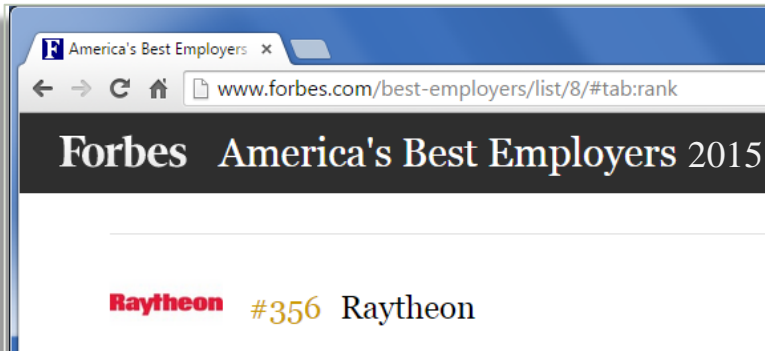 America's Best Employers ×
www.forbes.com/best-employers/list/8/#tab:rank
Forbes America's Best Employers 2015
Raytheon #356 Raytheon